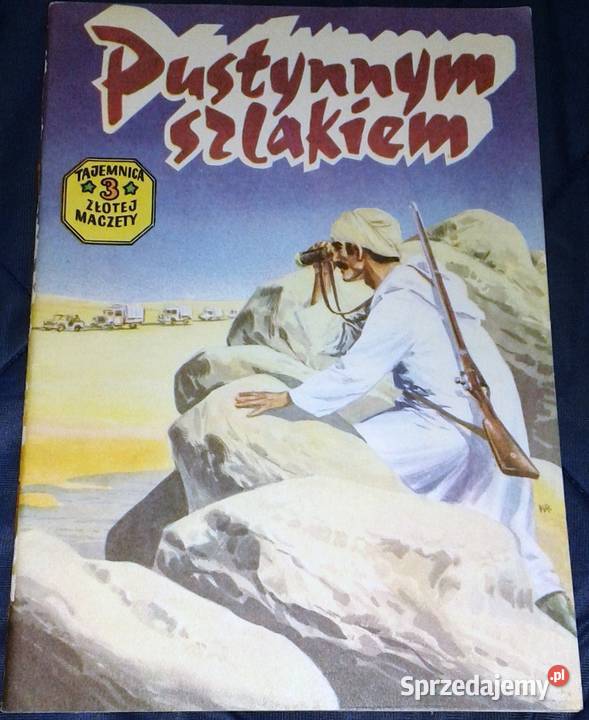 Pustynnym
szlakiem
TAJEMNICA
3
ZŁOTEJ
MACZETY
Sprzedajemy.pl